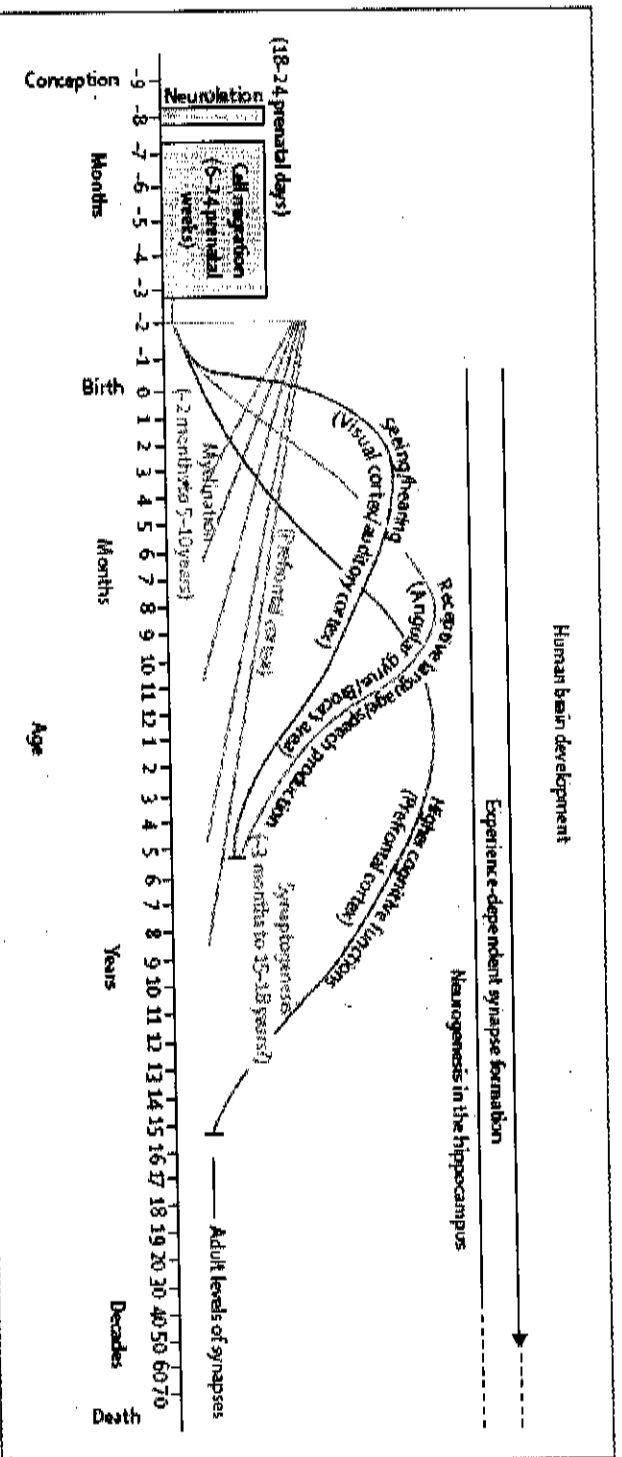 Human brain development
Experience-dependent synapse formation
Neurogenesis in the hippocampus
(18–24 prenatal days)
Neurulation
Cell migration
(6–24 prenatal
weeks)
Seeing/hearing
(Visual cortex/auditory cortex)
Receptive language/speech production
(Angular gyrus/Broca's area)
Higher cognitive functions
(Prefrontal cortex)
(Prefrontal cortex)
Synaptogenesis
(-3 months to 15–18 years?)
Myelination
(-2 months to 5–10 years)
Adult levels of synapses
-9 -8 -7 -6 -5 -4 -3 -2 -1 0 1 2 3 4 5 6 7 8 9 10 11 12 1 2 3 4 5 6 7 8 9 10 11 12 13 14 15 16 17 18 19 20 30 40 50 60 70
Conception Months Birth Months Years Decades Death
Age